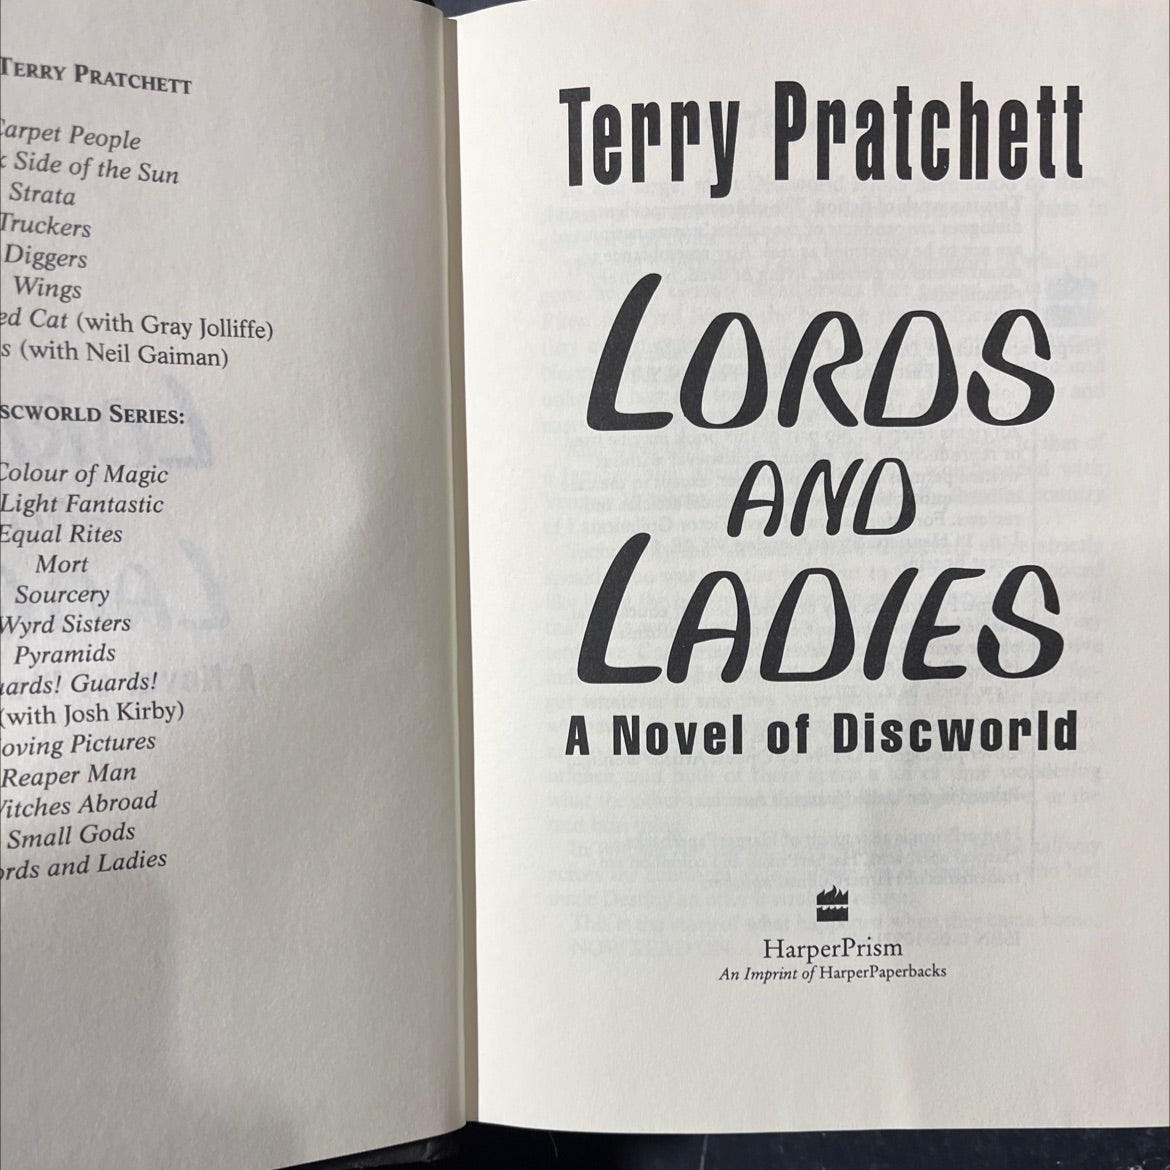 TERRY PRATCHETT
Carpet People
Side of the Sun
Strata
Truckers
Diggers
Wings
ed Cat (with Gray Jolliffe)
s (with Neil Gaiman)
SCWORLD SERIES:
Colour of Magic
Light Fantastic
Equal Rites
Mort
Sourcery
Wyrd Sisters
Pyramids
uards! Guards!
(with Josh Kirby)
oving Pictures
Reaper Man
Witches Abroad
Small Gods
ords and Ladies
Terry Pratchett
LORDS
AND
LADIES
A Novel of Discworld
HarperPrism
An Imprint of HarperPaperbacks